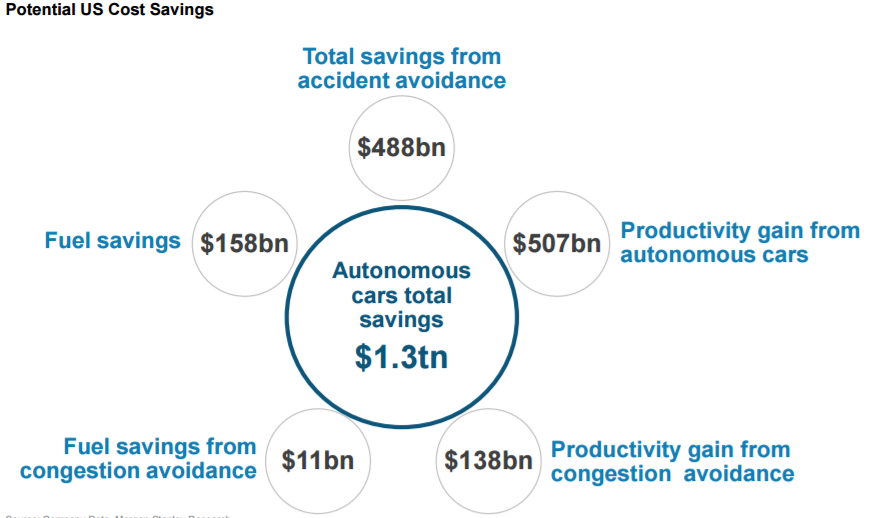 Potential US Cost Savings
Total savings from
accident avoidance
$488bn
Fuel savings
$158bn
$507bn
Productivity gain from
autonomous cars
Autonomous
cars total
savings
$1.3tn
Fuel savings from
congestion avoidance
$11bn
$138bn
Productivity gain from
congestion avoidance